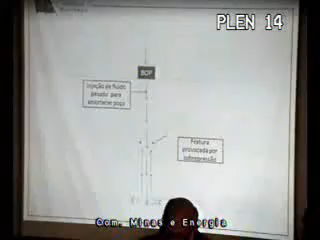 PLEN 14
BOP
Injeção de fluido
pesado para
amortecer poço
Fratura
provocada por
sobrepressão
Com. Minas e Energia